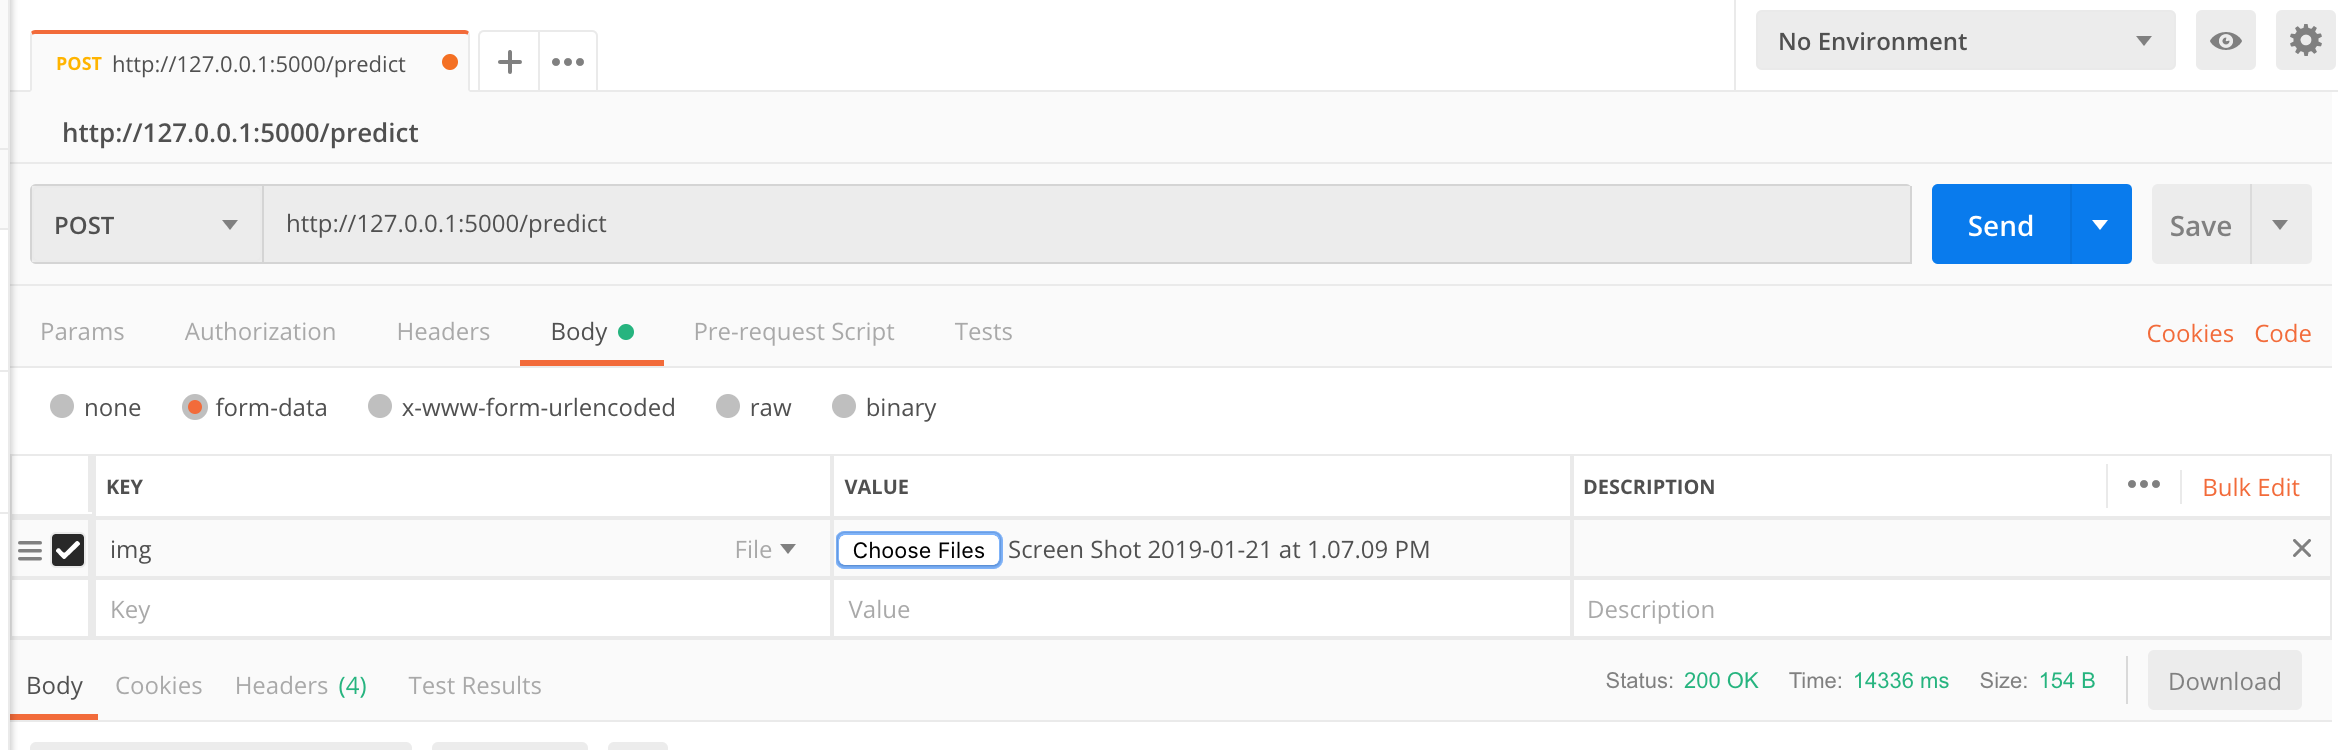 POST http://127.0.0.1:5000/predict
No Environment
http://127.0.0.1:5000/predict
POST http://127.0.0.1:5000/predict Send Save
Params Authorization Headers Body Pre-request Script Tests Cookies Code
none form-data x-www-form-urlencoded raw binary
KEY VALUE DESCRIPTION Bulk Edit
img File Choose Files Screen Shot 2019-01-21 at 1.07.09 PM
Key Value Description
Body Cookies Headers (4) Test Results Status: 200 OK Time: 14336 ms Size: 154 B Download